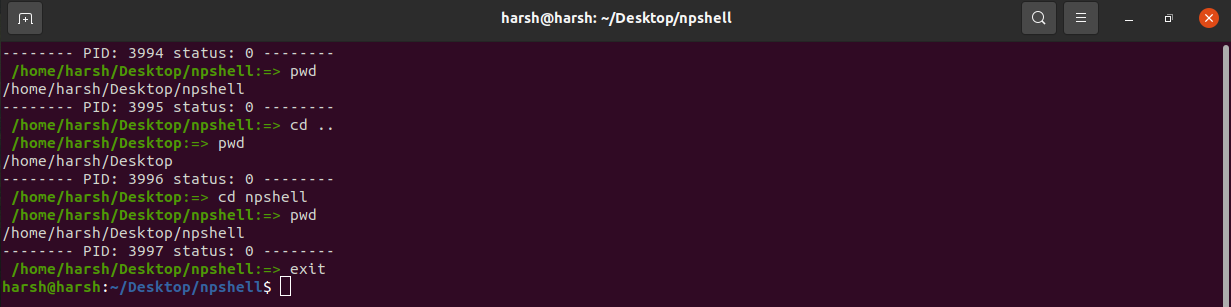 harsh@harsh: ~/Desktop/npshell
-------- PID: 3994 status: 0 --------
/home/harsh/Desktop/npshell:=> pwd
/home/harsh/Desktop/npshell
-------- PID: 3995 status: 0 --------
/home/harsh/Desktop/npshell:=> cd ..
/home/harsh/Desktop:=> pwd
/home/harsh/Desktop
-------- PID: 3996 status: 0 --------
/home/harsh/Desktop:=> cd npshell
/home/harsh/Desktop/npshell:=> pwd
/home/harsh/Desktop/npshell
-------- PID: 3997 status: 0 --------
/home/harsh/Desktop/npshell:=> exit
harsh@harsh:~/Desktop/npshell$